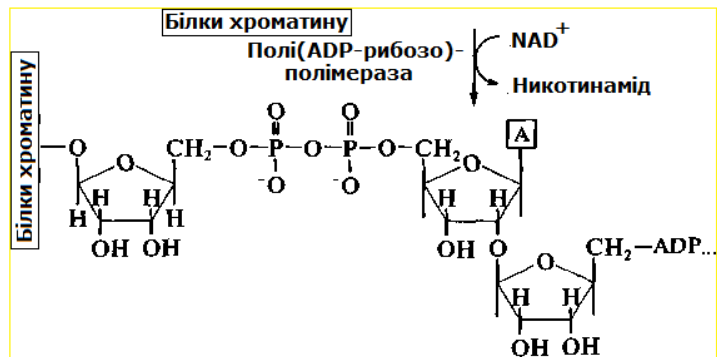 Білки хроматину
Полі(ADP-рибозо)-
полімераза
NAD+
Никотинамід
Білки хроматину
O O
O O CH2-O-P-O-P-O-CH2 O A
-O -O
H H H H H H
OH OH OH O CH2-ADP...
O
H H
OH OH